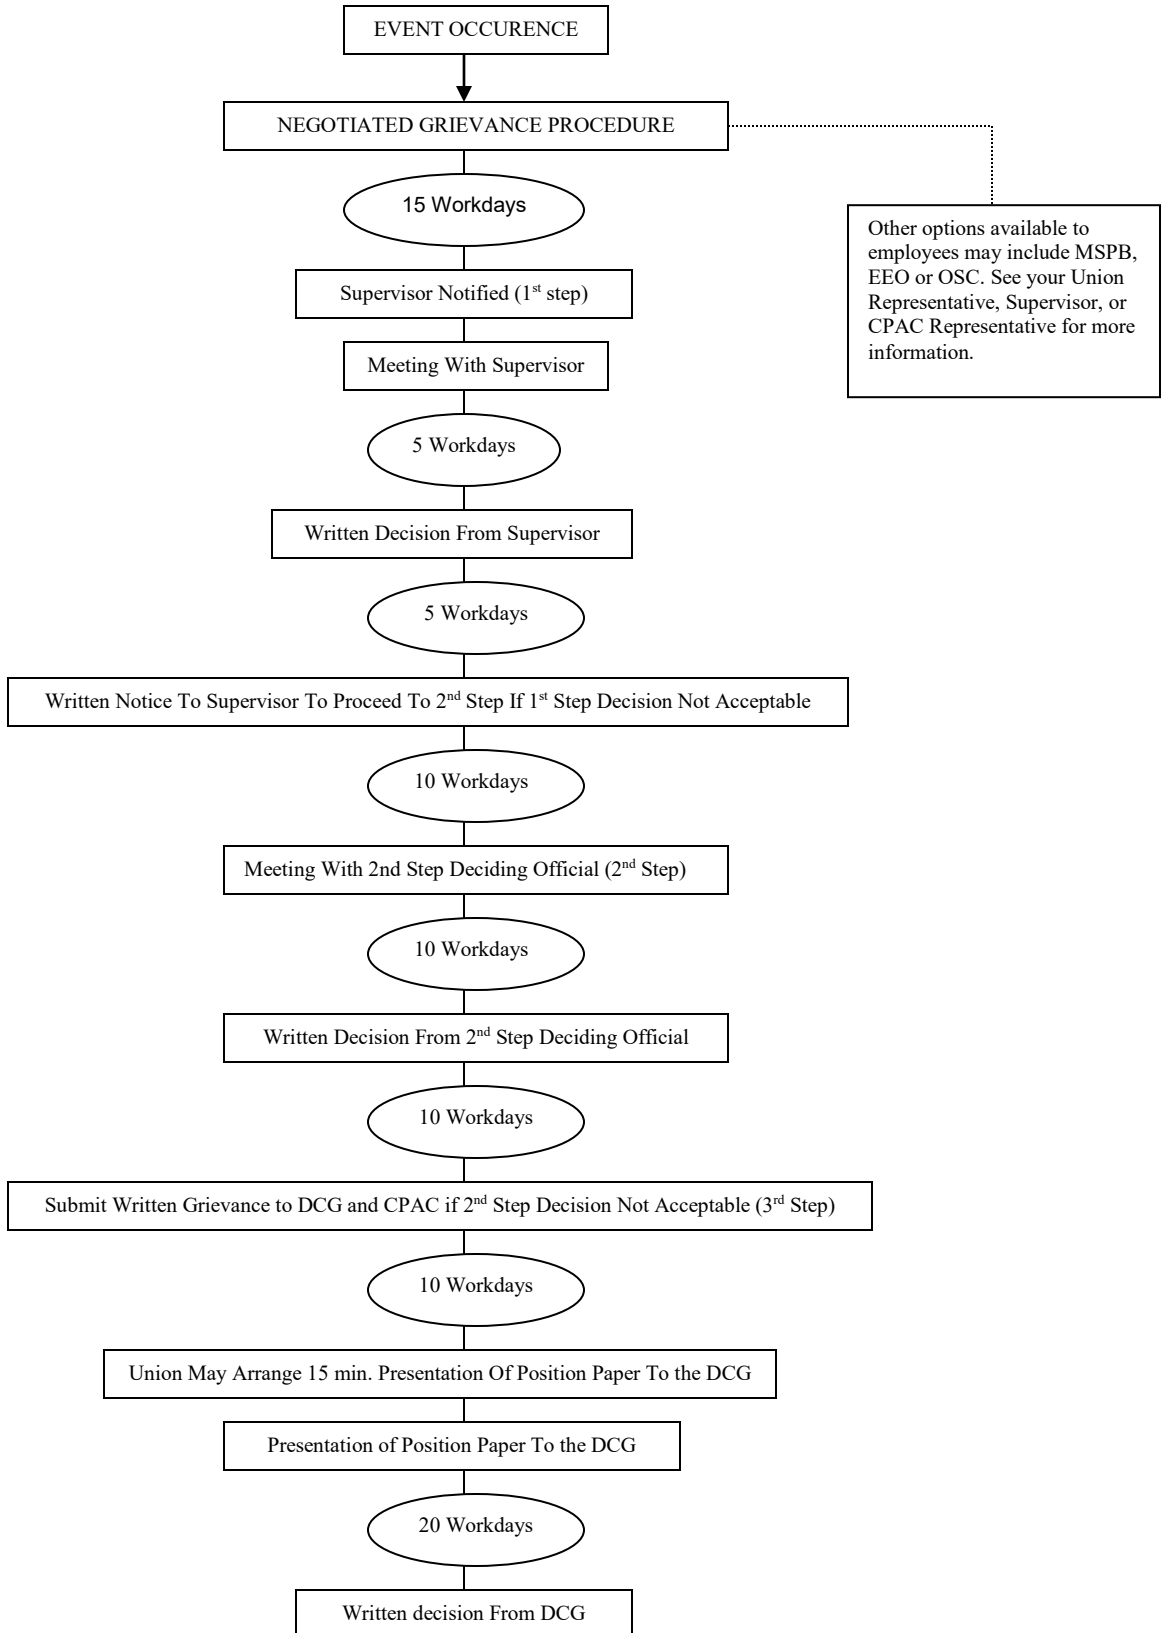 EVENT OCCURENCE
NEGOTIATED GRIEVANCE PROCEDURE
15 Workdays
Other options available to
employees may include MSPB,
EEO or OSC. See your Union
Representative, Supervisor, or
CPAC Representative for more
information.
Supervisor Notified (1st step)
Meeting With Supervisor
5 Workdays
Written Decision From Supervisor
5 Workdays
Written Notice To Supervisor To Proceed To 2nd Step If 1st Step Decision Not Acceptable
10 Workdays
Meeting With 2nd Step Deciding Official (2nd Step)
10 Workdays
Written Decision From 2nd Step Deciding Official
10 Workdays
Submit Written Grievance to DCG and CPAC if 2nd Step Decision Not Acceptable (3rd Step)
10 Workdays
Union May Arrange 15 min. Presentation Of Position Paper To the DCG
Presentation of Position Paper To the DCG
20 Workdays
Written decision From DCG